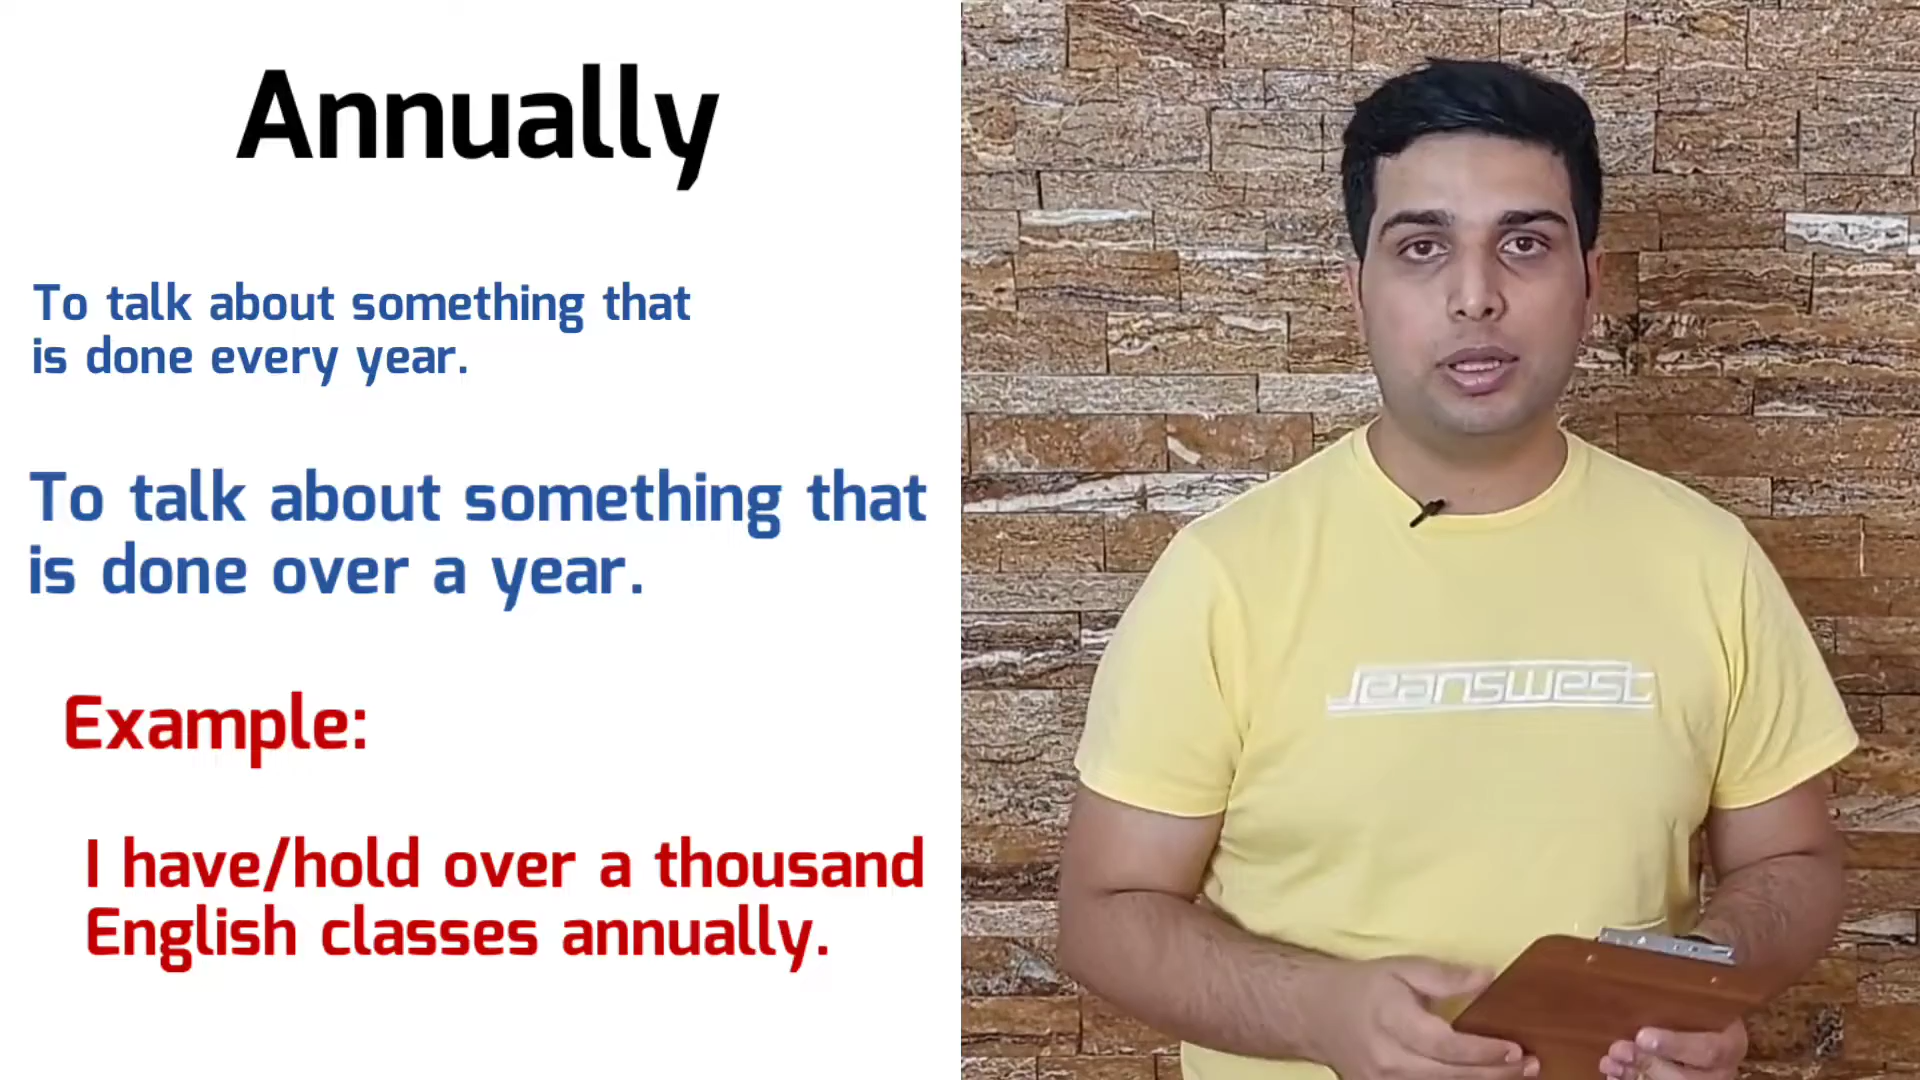 Annually
To talk about something that
is done every year.
To talk about something that
is done over a year.
Example:
I have/hold over a thousand
English classes annually.
Jeanswest